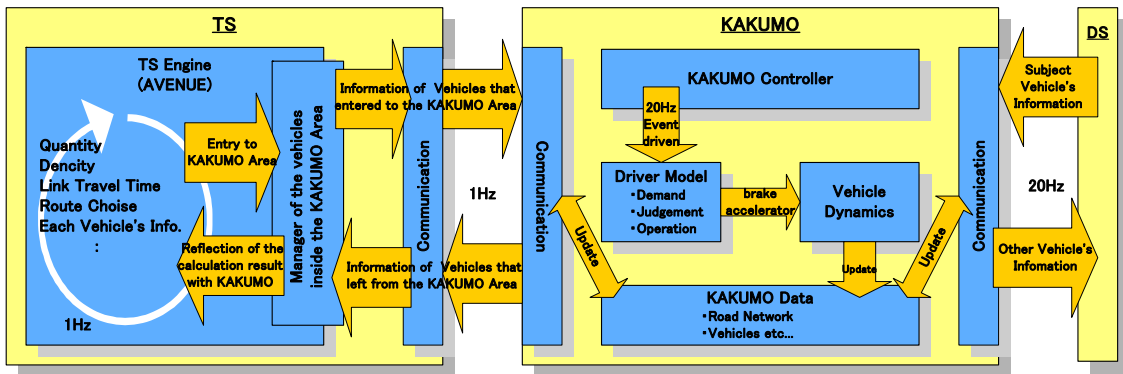 TS
TS Engine
(AVENUE)
Quantity
Dencity
Link Travel Time
Route Choise
Each Vehicle's Info.
:
1Hz
Entry to
KAKUMO Area
Reflection of the
calculation result
with KAKUMO
Manager of the vehicles
inside the KAKUMO Area
Information of Vehicles that
entered to the KAKUMO Area
Information of Vehicles that
left from the KAKUMO Area
Communication
1Hz
KAKUMO
Communication
KAKUMO Controller
20Hz
Event
driven
Driver Model
・Demand
・Judgement
・Operation
brake
accelerator
Vehicle
Dynamics
Update
Update
Update
KAKUMO Data
・Road Network
・Vehicles etc...
Communication
DS
Subject
Vehicle's
Information
20Hz
Other Vehicle's
Infomation